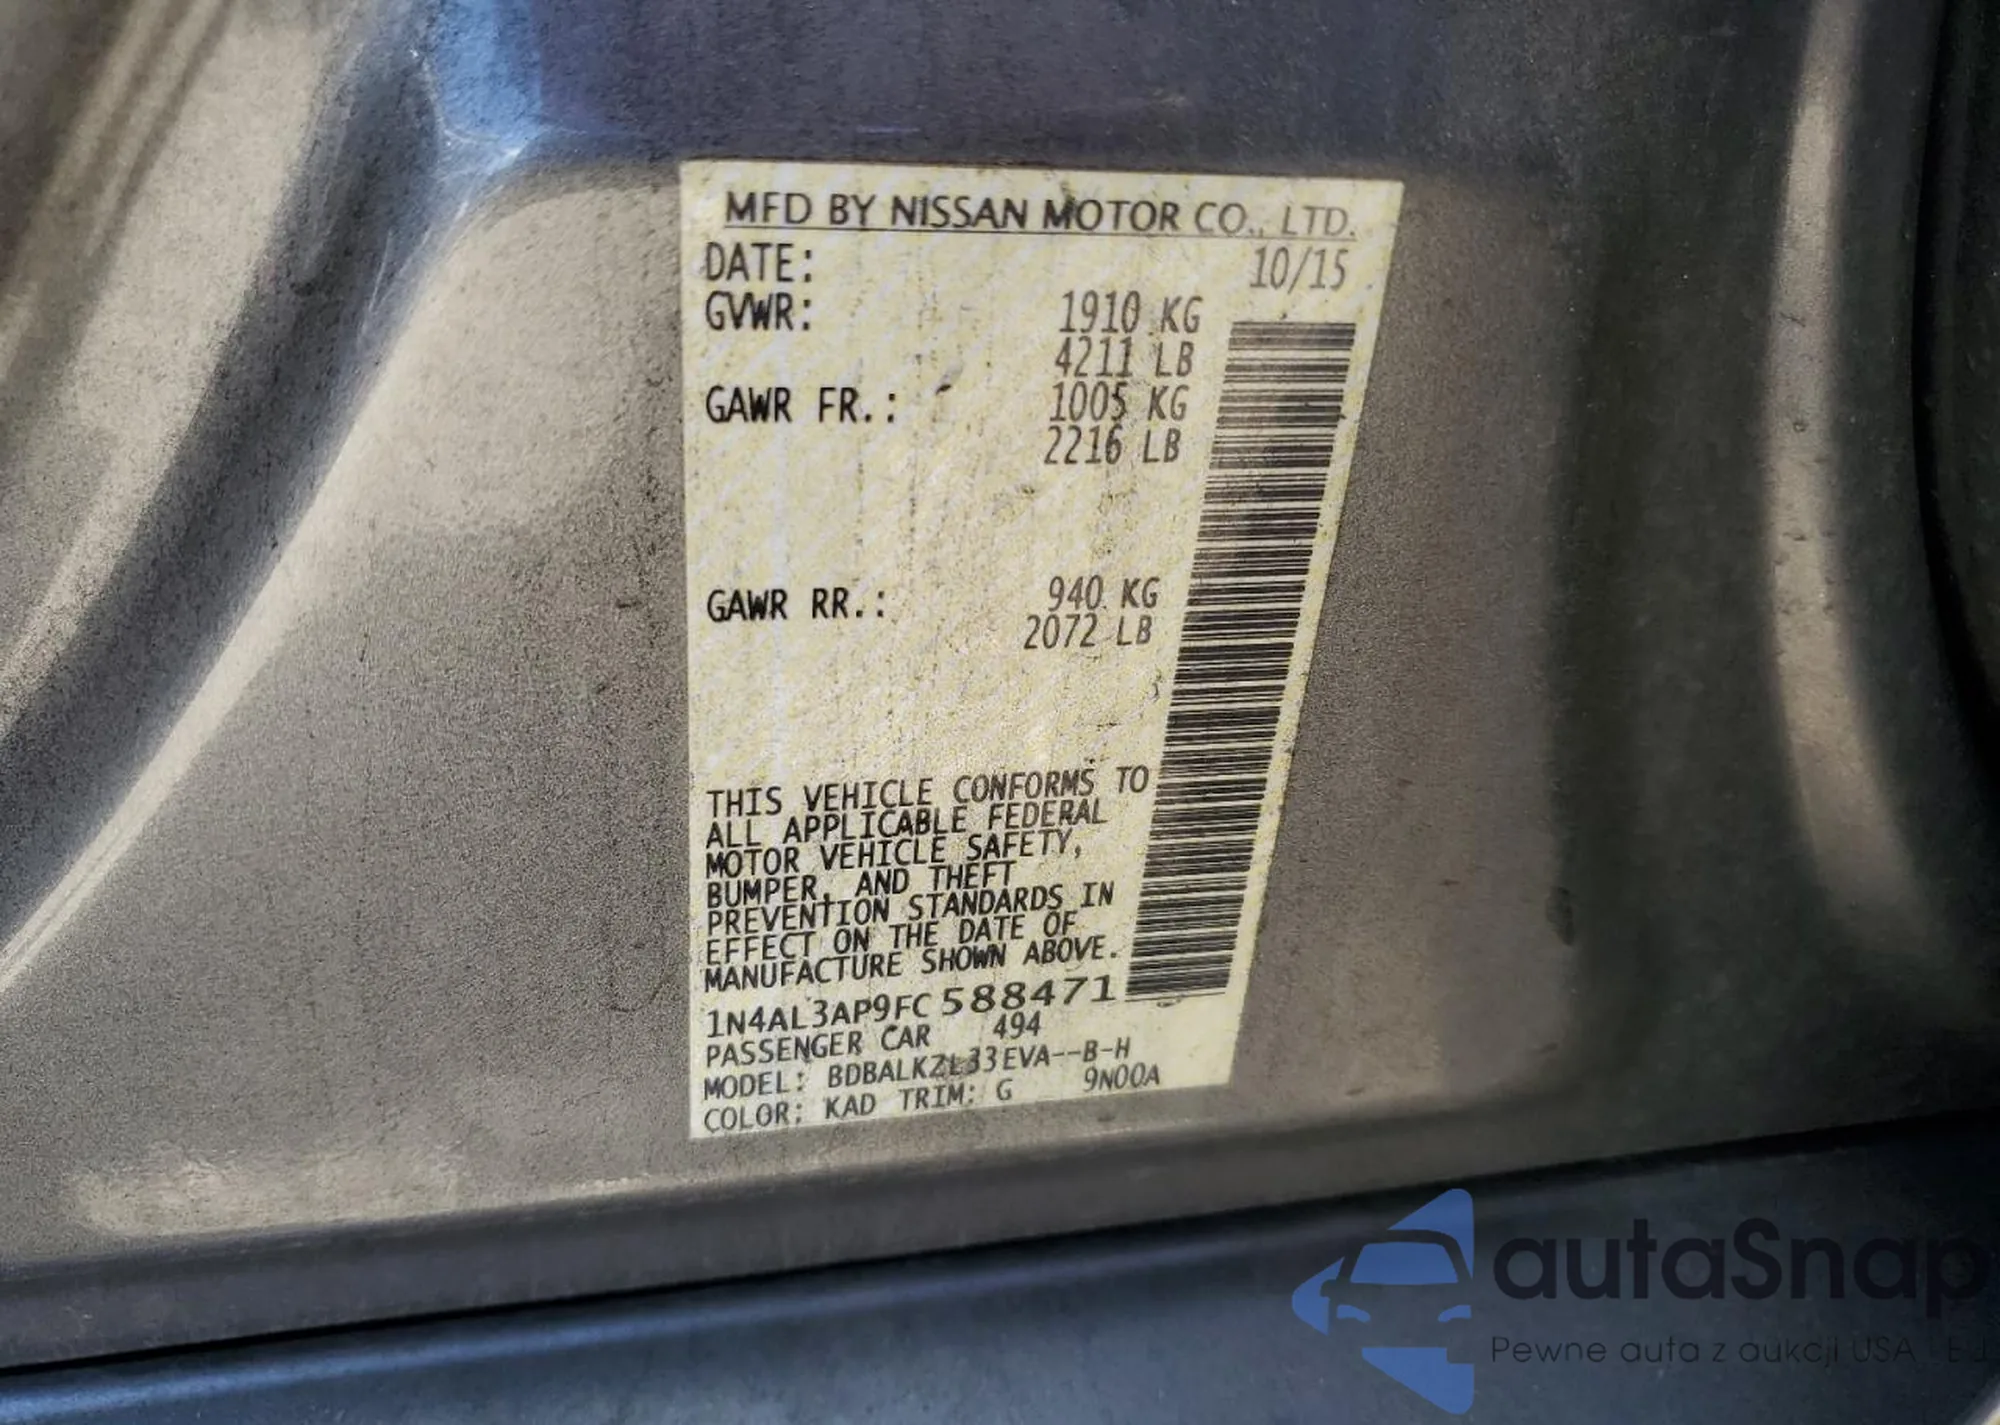 MFD BY NISSAN MOTOR CO., LTD.
DATE: 10/15
GVWR: 1910 KG
4211 LB
GAWR FR.: 1005 KG
2216 LB
GAWR RR.: 940 KG
2072 LB
THIS VEHICLE CONFORMS TO
ALL APPLICABLE FEDERAL
MOTOR VEHICLE SAFETY,
BUMPER, AND THEFT
PREVENTION STANDARDS IN
EFFECT ON THE DATE OF
MANUFACTURE SHOWN ABOVE.
1N4AL3AP9FC588471
PASSENGER CAR 494
MODEL: BDBALKZL33EVA--B-H
COLOR: KAD TRIM: G 9N00A
autaSnap
Pewne auta z aukcji USA i EU